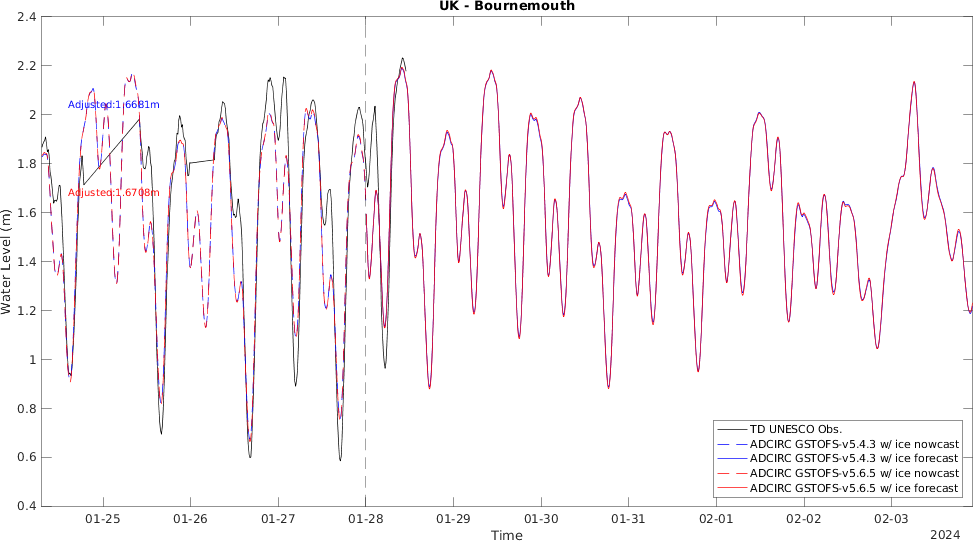 UK - Bournemouth
2.4
2.2
2
1.8
1.6
1.4
1.2
1
0.8
0.6
0.4
Water Level (m)
Adjusted:1.6681m
Adjusted:1.6708m
TD UNESCO Obs.
ADCIRC GSTOFS-v5.4.3 w/ ice nowcast
ADCIRC GSTOFS-v5.4.3 w/ ice forecast
ADCIRC GSTOFS-v5.6.5 w/ ice nowcast
ADCIRC GSTOFS-v5.6.5 w/ ice forecast
01-25 01-26 01-27 01-28 01-29 01-30 01-31 02-01 02-02 02-03
Time
2024